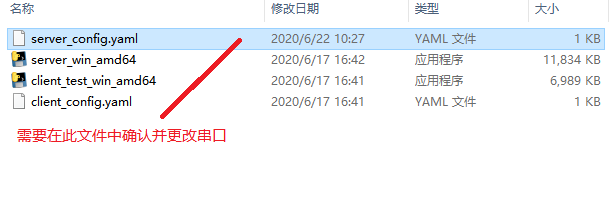 名称 修改日期 类型 大小
server_config.yaml 2020/6/22 10:27 YAML 文件 1 KB
server_win_amd64 2020/6/17 16:42 应用程序 11,834 KB
client_test_win_amd64 2020/6/17 16:41 应用程序 6,989 KB
client_config.yaml 2020/6/17 16:41 YAML 文件 1 KB
需要在此文件中确认并更改串口